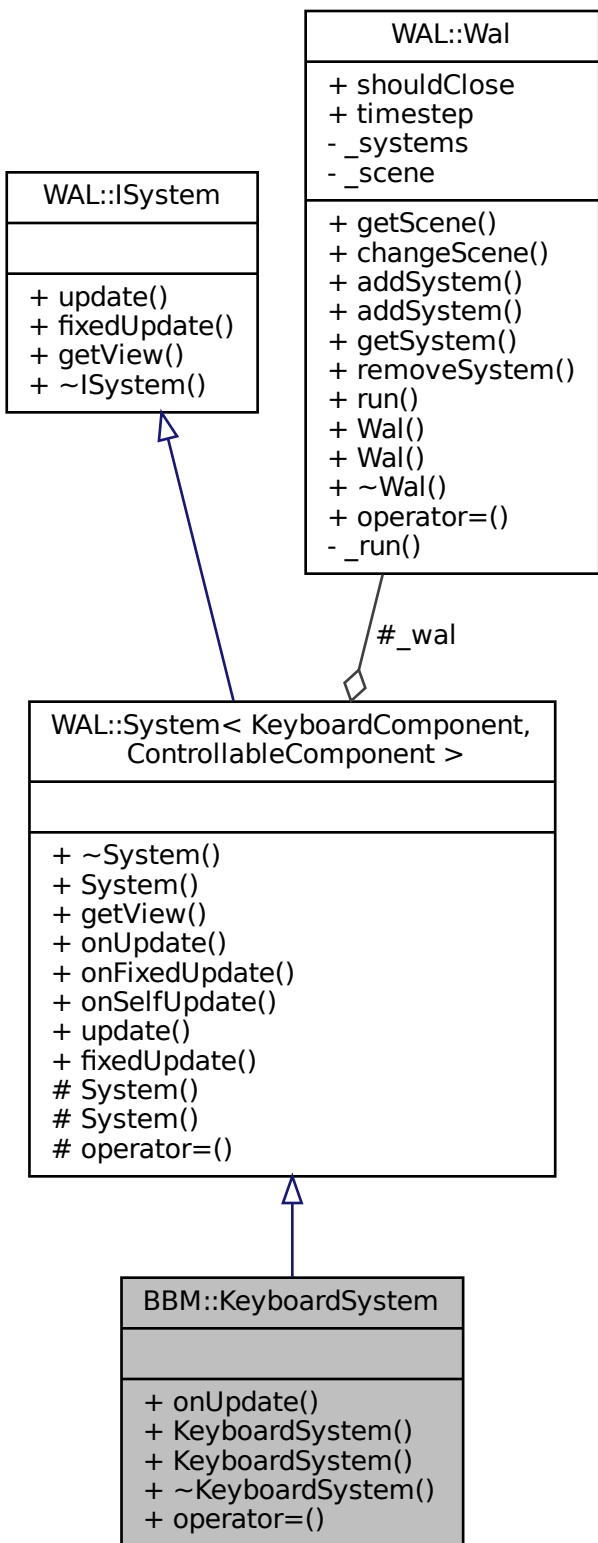 WAL::Wal
+ shouldClose
+ timestep
- _systems
- _scene
+ getScene()
+ changeScene()
+ addSystem()
+ addSystem()
+ getSystem()
+ removeSystem()
+ run()
+ Wal()
+ Wal()
+ ~Wal()
+ operator=()
- _run()
WAL::ISystem
+ update()
+ fixedUpdate()
+ getView()
+ ~ISystem()
#_wal
WAL::System< KeyboardComponent,
ControllableComponent >
+ ~System()
+ System()
+ getView()
+ onUpdate()
+ onFixedUpdate()
+ onSelfUpdate()
+ update()
+ fixedUpdate()
# System()
# System()
# operator=()
BBM::KeyboardSystem
+ onUpdate()
+ KeyboardSystem()
+ KeyboardSystem()
+ ~KeyboardSystem()
+ operator=()